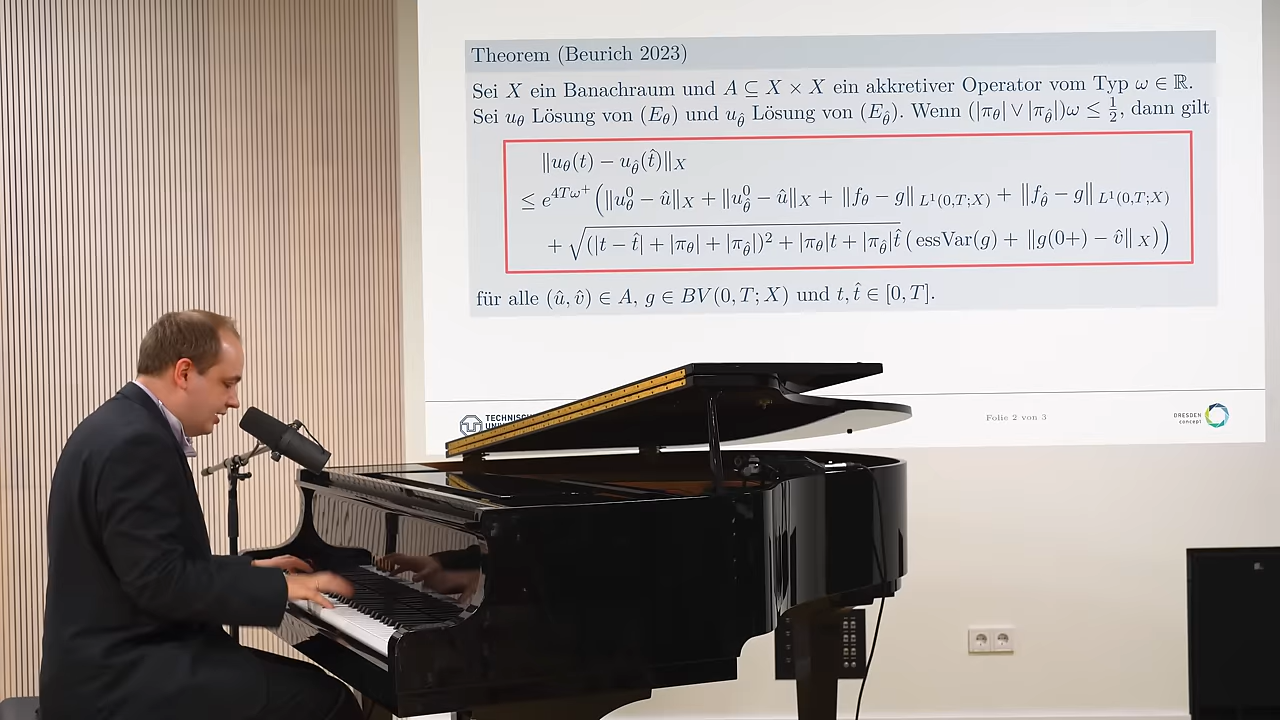 Theorem (Beurich 2023)
Sei X ein Banachraum und A ⊆ X × X ein akkretiver Operator vom Typ ω ∈ ℝ.
Sei u_θ Lösung von (E_θ) und u_θ̂ Lösung von (E_θ̂). Wenn (|π_θ| ∨ |π_θ̂|)ω ≤ 1/2, dann gilt
‖u_θ(t) − u_θ̂(t̂)‖_X
≤ e^{4Tω⁺} (‖u_θ^0 − û‖_X + ‖u_θ̂^0 − û‖_X + ‖f_θ − g‖_{L¹(0,T;X)} + ‖f_θ̂ − g‖_{L¹(0,T;X)}
+ √((|t − t̂| + |π_θ| + |π_θ̂|)² + |π_θ|t + |π_θ̂|t̂) (essVar(g) + ‖g(0+) − v̂‖_X))
für alle (û, v̂) ∈ A, g ∈ BV(0, T; X) und t, t̂ ∈ [0, T].
TECHNISCH
Folie 2 von 3
DRESDEN
concept